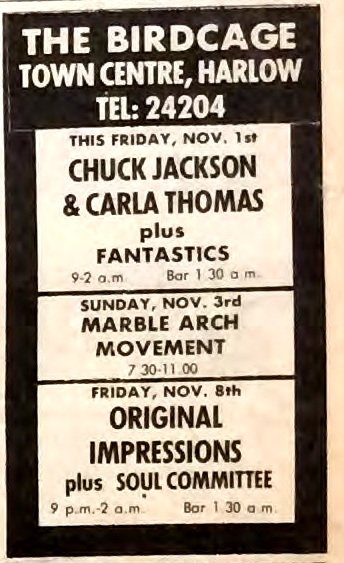 THE BIRDCAGE
TOWN CENTRE, HARLOW
TEL: 24204
THIS FRIDAY, NOV. 1st
CHUCK JACKSON
& CARLA THOMAS
plus
FANTASTICS
9-2 a.m. Bar 1 30 a m.
SUNDAY, NOV. 3rd
MARBLE ARCH
MOVEMENT
7 30-11.00
FRIDAY, NOV. 8th
ORIGINAL
IMPRESSIONS
plus SOUL COMMITTEE
9 p.m.-2 a.m. Bar 1 30 a m.